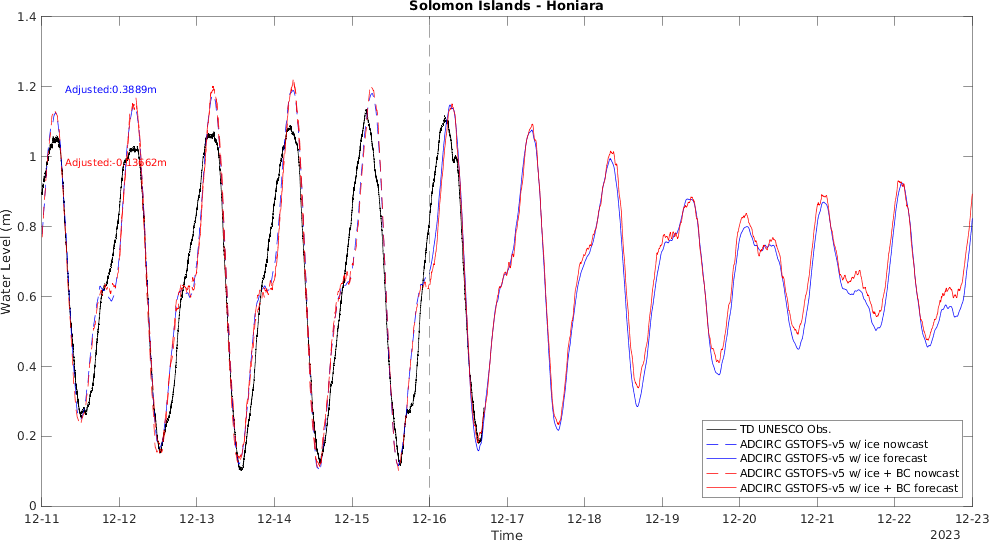 Solomon Islands - Honiara
1.4
1.2
1
0.8
0.6
0.4
0.2
0
Water Level (m)
Adjusted:0.3889m
Adjusted:-0.13562m
TD UNESCO Obs.
ADCIRC GSTOFS-v5 w/ ice nowcast
ADCIRC GSTOFS-v5 w/ ice forecast
ADCIRC GSTOFS-v5 w/ ice + BC nowcast
ADCIRC GSTOFS-v5 w/ ice + BC forecast
12-11 12-12 12-13 12-14 12-15 12-16 12-17 12-18 12-19 12-20 12-21 12-22 12-23
Time
2023